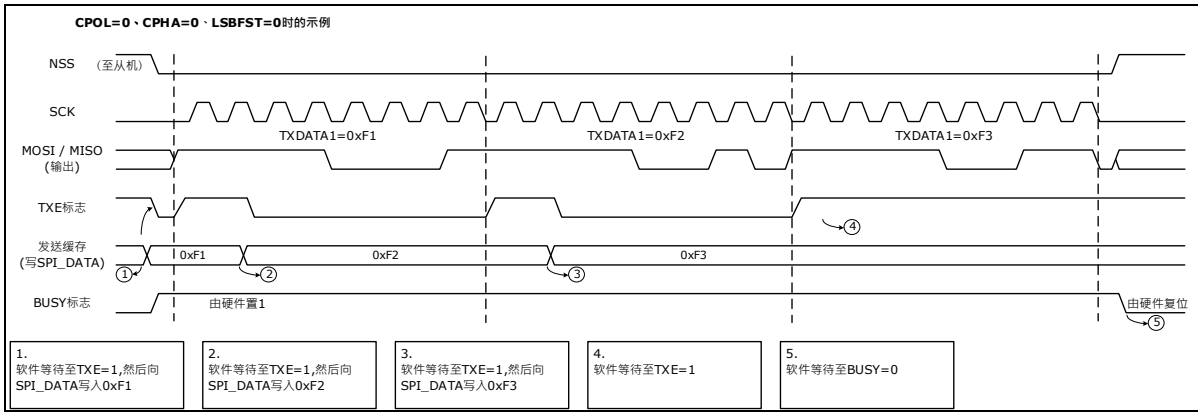 CPOL=0、CPHA=0、LSBFST=0时的示例
NSS （至从机）
SCK
TXDATA1=0xF1 TXDATA1=0xF2 TXDATA1=0xF3
MOSI / MISO
(输出)
TXE标志
④
发送缓存
(写SPI_DATA)
0xF1 0xF2 0xF3
① ② ③
BUSY标志 由硬件置1 由硬件复位
⑤
1.
软件等待至TXE=1,然后向
SPI_DATA写入0xF1
2.
软件等待至TXE=1,然后向
SPI_DATA写入0xF2
3.
软件等待至TXE=1,然后向
SPI_DATA写入0xF3
4.
软件等待至TXE=1
5.
软件等待至BUSY=0